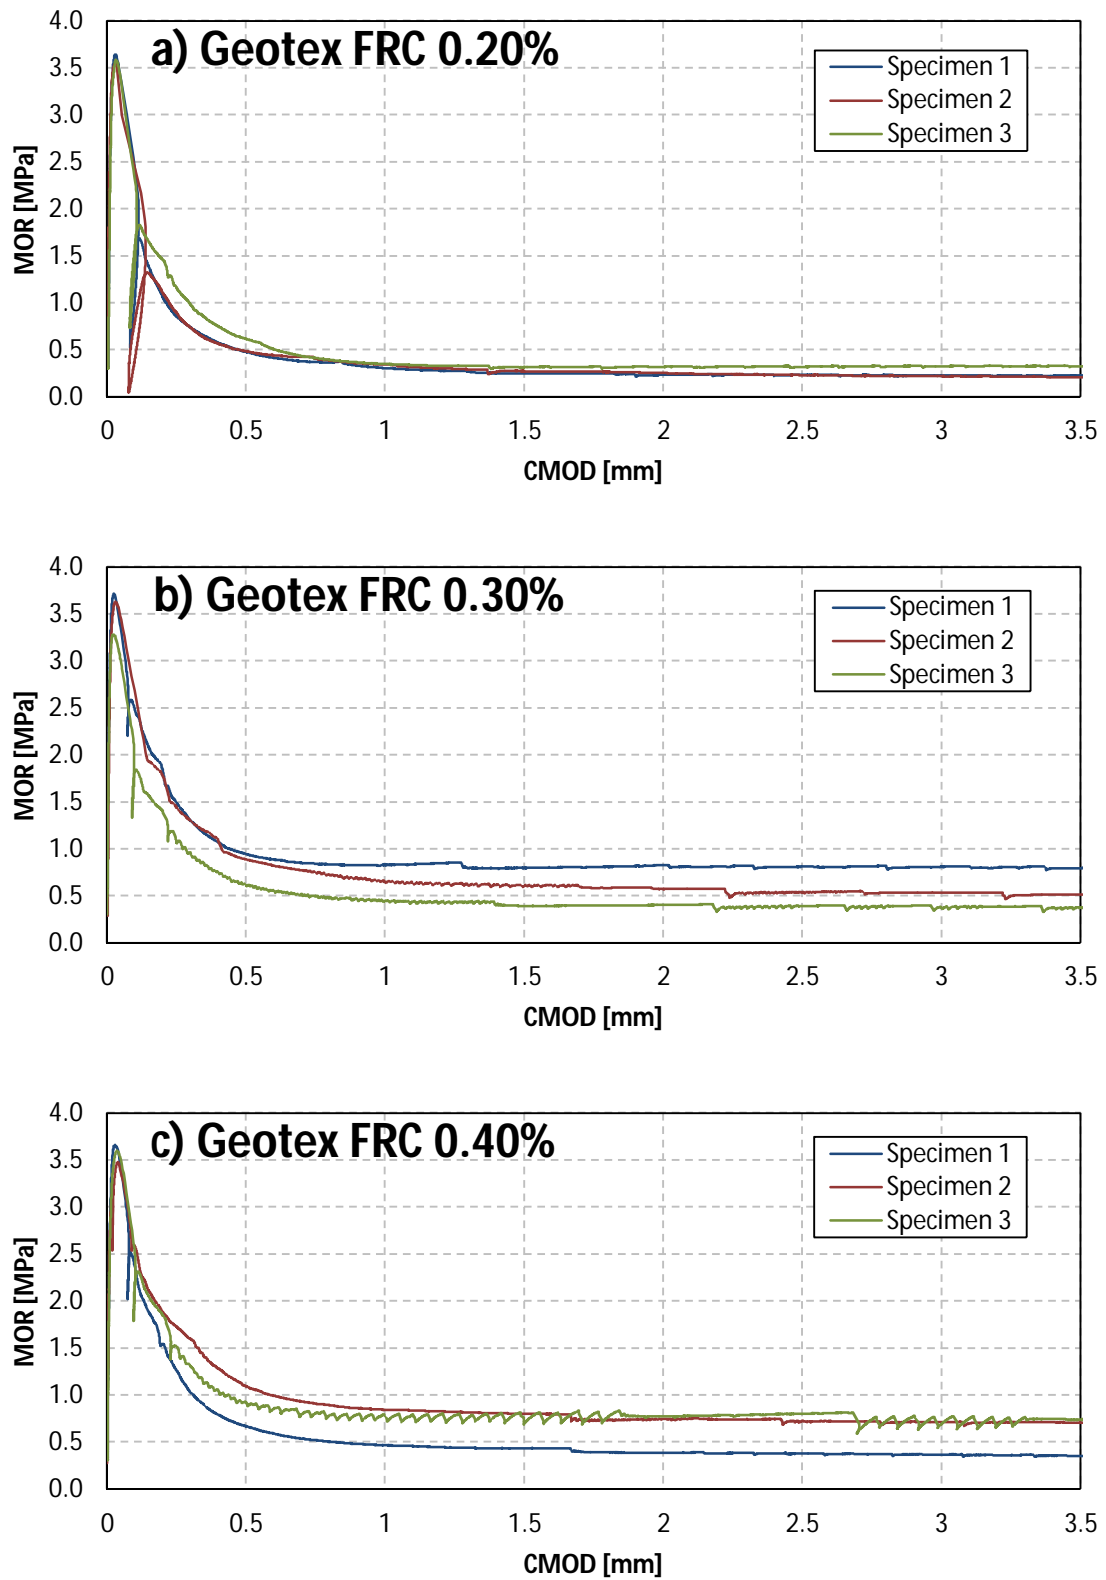 a) Geotex FRC 0.20%
4.0
3.5
3.0
2.5
2.0
1.5
1.0
0.5
0.0
MOR [MPa]
Specimen 1
Specimen 2
Specimen 3
0 0.5 1 1.5 2 2.5 3 3.5
CMOD [mm]
b) Geotex FRC 0.30%
4.0
3.5
3.0
2.5
2.0
1.5
1.0
0.5
0.0
MOR [MPa]
Specimen 1
Specimen 2
Specimen 3
0 0.5 1 1.5 2 2.5 3 3.5
CMOD [mm]
c) Geotex FRC 0.40%
4.0
3.5
3.0
2.5
2.0
1.5
1.0
0.5
0.0
MOR [MPa]
Specimen 1
Specimen 2
Specimen 3
0 0.5 1 1.5 2 2.5 3 3.5
CMOD [mm]